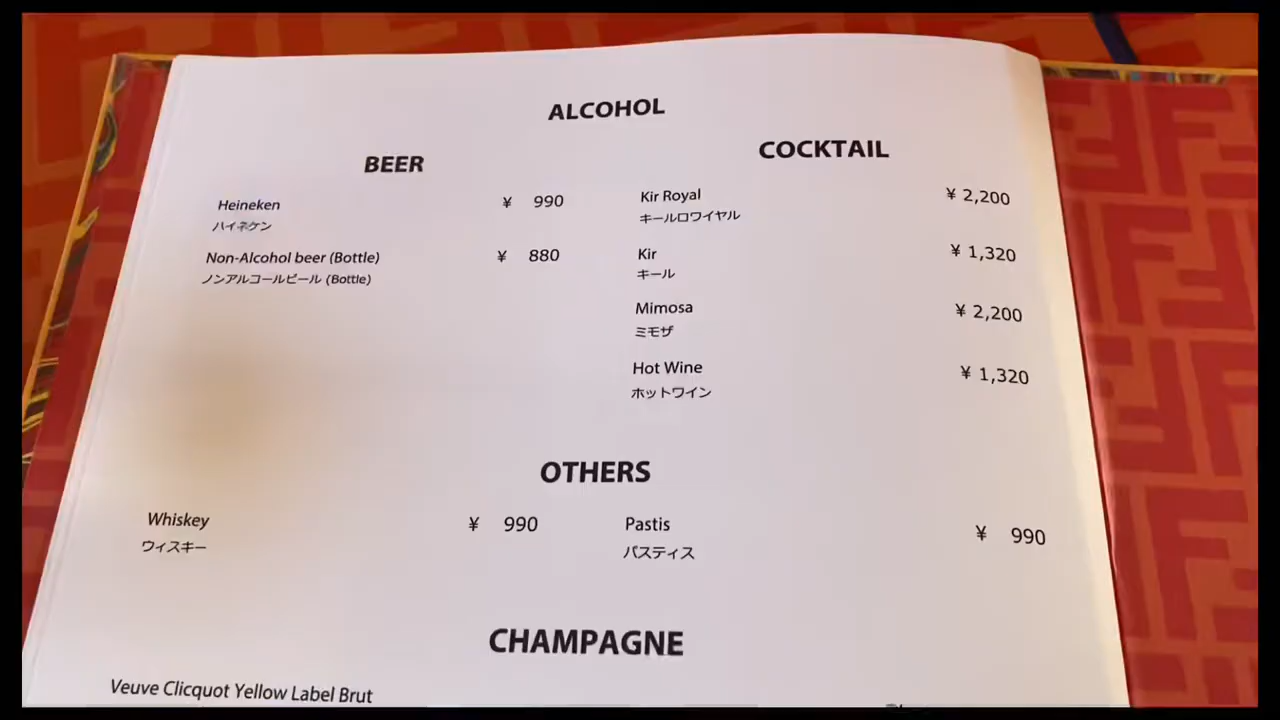 ALCOHOL
BEER
Heineken ¥ 990
ハイネケン
Non-Alcohol beer (Bottle) ¥ 880
ノンアルコールビール (Bottle)
COCKTAIL
Kir Royal ¥ 2,200
キールロワイヤル
Kir ¥ 1,320
キール
Mimosa ¥ 2,200
ミモザ
Hot Wine ¥ 1,320
ホットワイン
OTHERS
Whiskey ¥ 990
ウィスキー
Pastis ¥ 990
パスティス
CHAMPAGNE
Veuve Clicquot Yellow Label Brut